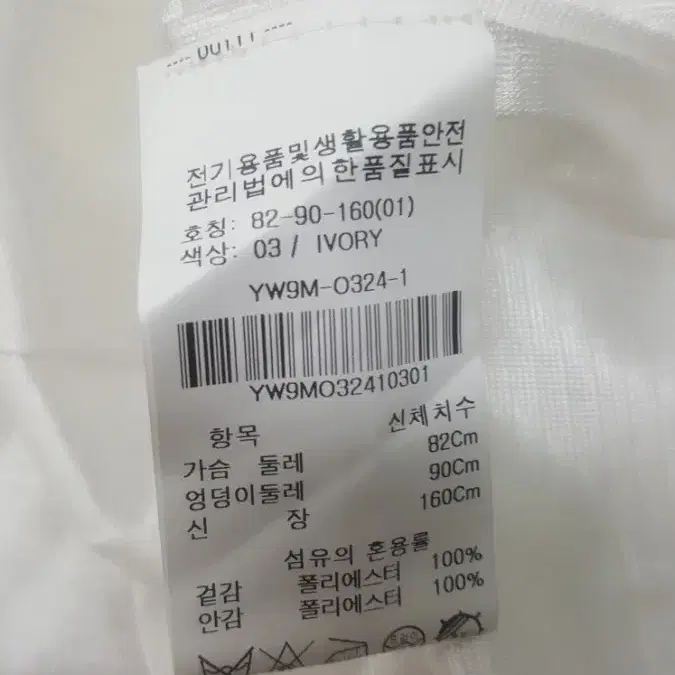 전기용품및생활용품안전
관리법에의한품질표시
호칭: 82-90-160(01)
색상: 03 / IVORY
YW9M-O324-1
YW9MO32410301
항목 신체치수
가슴 둘레 82Cm
엉덩이둘레 90Cm
신 장 160Cm
섬유의 혼용률
겉감 폴리에스터 100%
안감 폴리에스터 100%